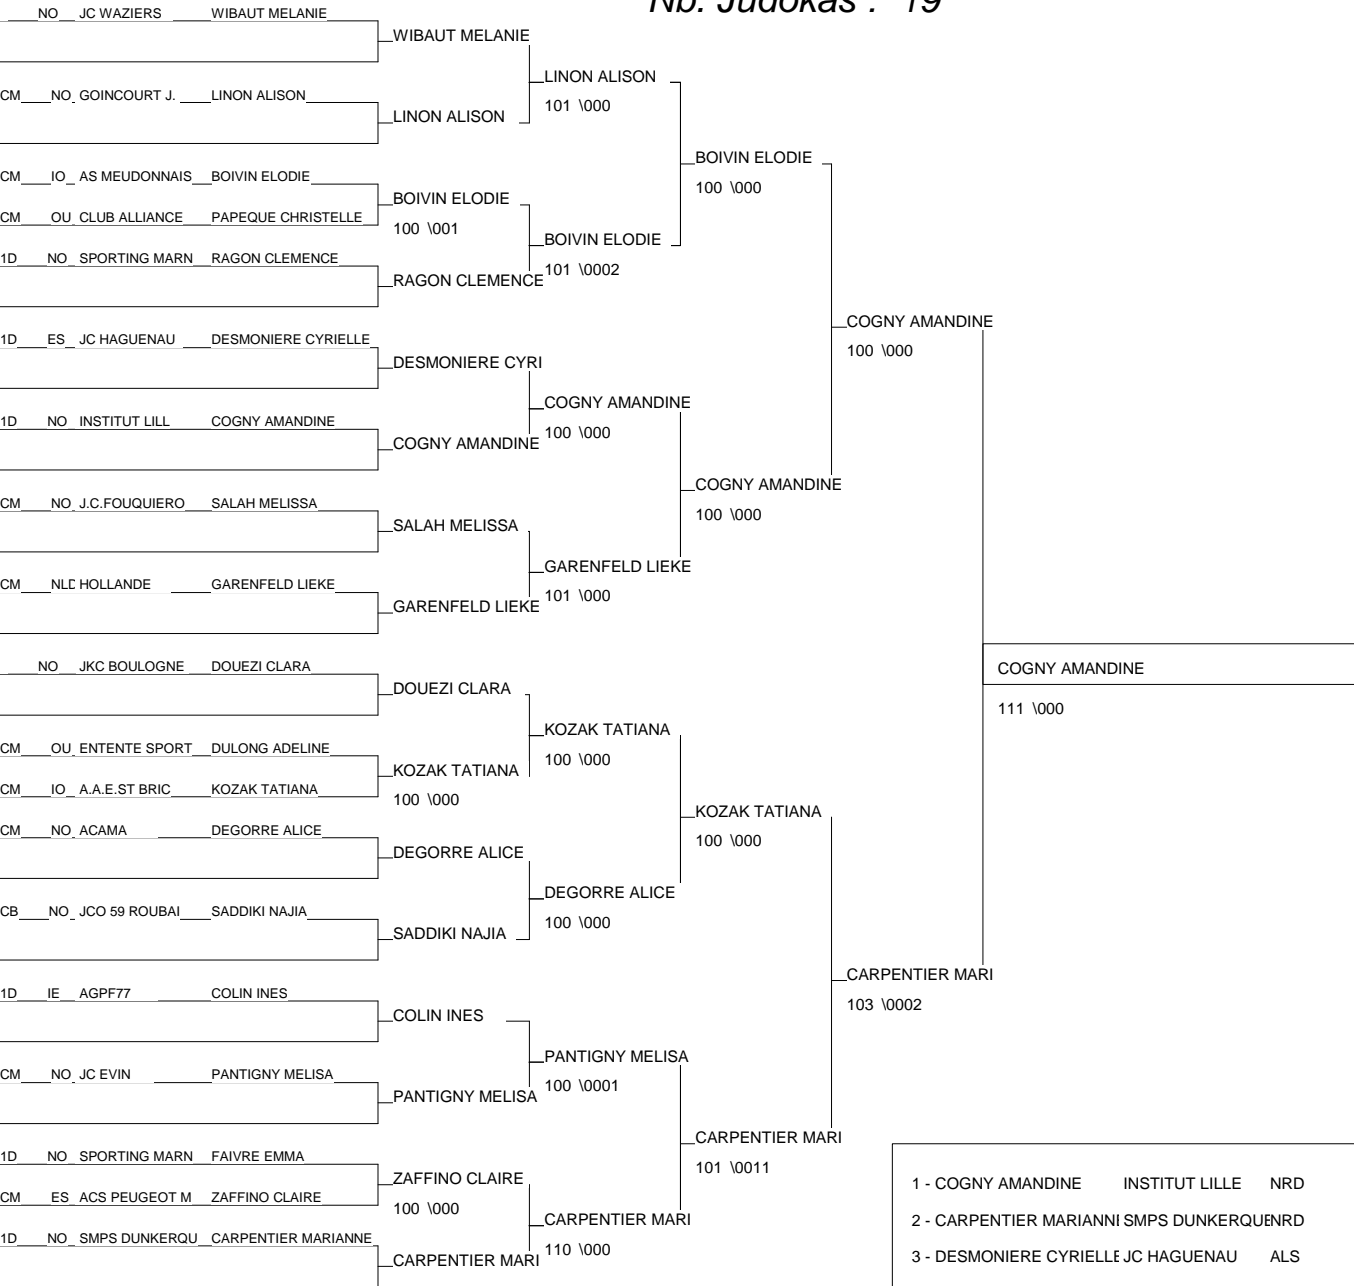 Nb. Judokas : 19
NO JC WAZIERS WIBAUT MELANIE
WIBAUT MELANIE
LINON ALISON
101 \000
CM NO GOINCOURT J. LINON ALISON
LINON ALISON
BOIVIN ELODIE
100 \000
CM IO AS MEUDONNAIS BOIVIN ELODIE
BOIVIN ELODIE
100 \001
CM OU CLUB ALLIANCE PAPEQUE CHRISTELLE
BOIVIN ELODIE
101 \0002
1D NO SPORTING MARN RAGON CLEMENCE
RAGON CLEMENCE
COGNY AMANDINE
100 \000
1D ES JC HAGUENAU DESMONIERE CYRIELLE
DESMONIERE CYRI
COGNY AMANDINE
100 \000
1D NO INSTITUT LILL COGNY AMANDINE
COGNY AMANDINE
COGNY AMANDINE
100 \000
CM NO J.C.FOUQUIERO SALAH MELISSA
SALAH MELISSA
GARENFELD LIEKE
101 \000
CM NLD HOLLANDE GARENFELD LIEKE
GARENFELD LIEKE
COGNY AMANDINE
111 \000
NO JKC BOULOGNE DOUEZI CLARA
DOUEZI CLARA
KOZAK TATIANA
100 \000
CM OU ENTENTE SPORT DULONG ADELINE
KOZAK TATIANA
100 \000
CM IO A.A.E.ST BRIC KOZAK TATIANA
KOZAK TATIANA
100 \000
CM NO ACAMA DEGORRE ALICE
DEGORRE ALICE
DEGORRE ALICE
100 \000
CB NO JCO 59 ROUBAI SADDIKI NAJIA
SADDIKI NAJIA
CARPENTIER MARI
103 \0002
1D IE AGPF77 COLIN INES
COLIN INES
PANTIGNY MELISA
100 \0001
CM NO JC EVIN PANTIGNY MELISA
PANTIGNY MELISA
CARPENTIER MARI
101 \0011
1D NO SPORTING MARN FAIVRE EMMA
ZAFFINO CLAIRE
100 \000
CM ES ACS PEUGEOT M ZAFFINO CLAIRE
CARPENTIER MARI
110 \000
1D NO SMPS DUNKERQU CARPENTIER MARIANNE
CARPENTIER MARI
1 - COGNY AMANDINE INSTITUT LILLE NRD
2 - CARPENTIER MARIANNE SMPS DUNKERQUE NRD
3 - DESMONIERE CYRIELLE JC HAGUENAU ALS